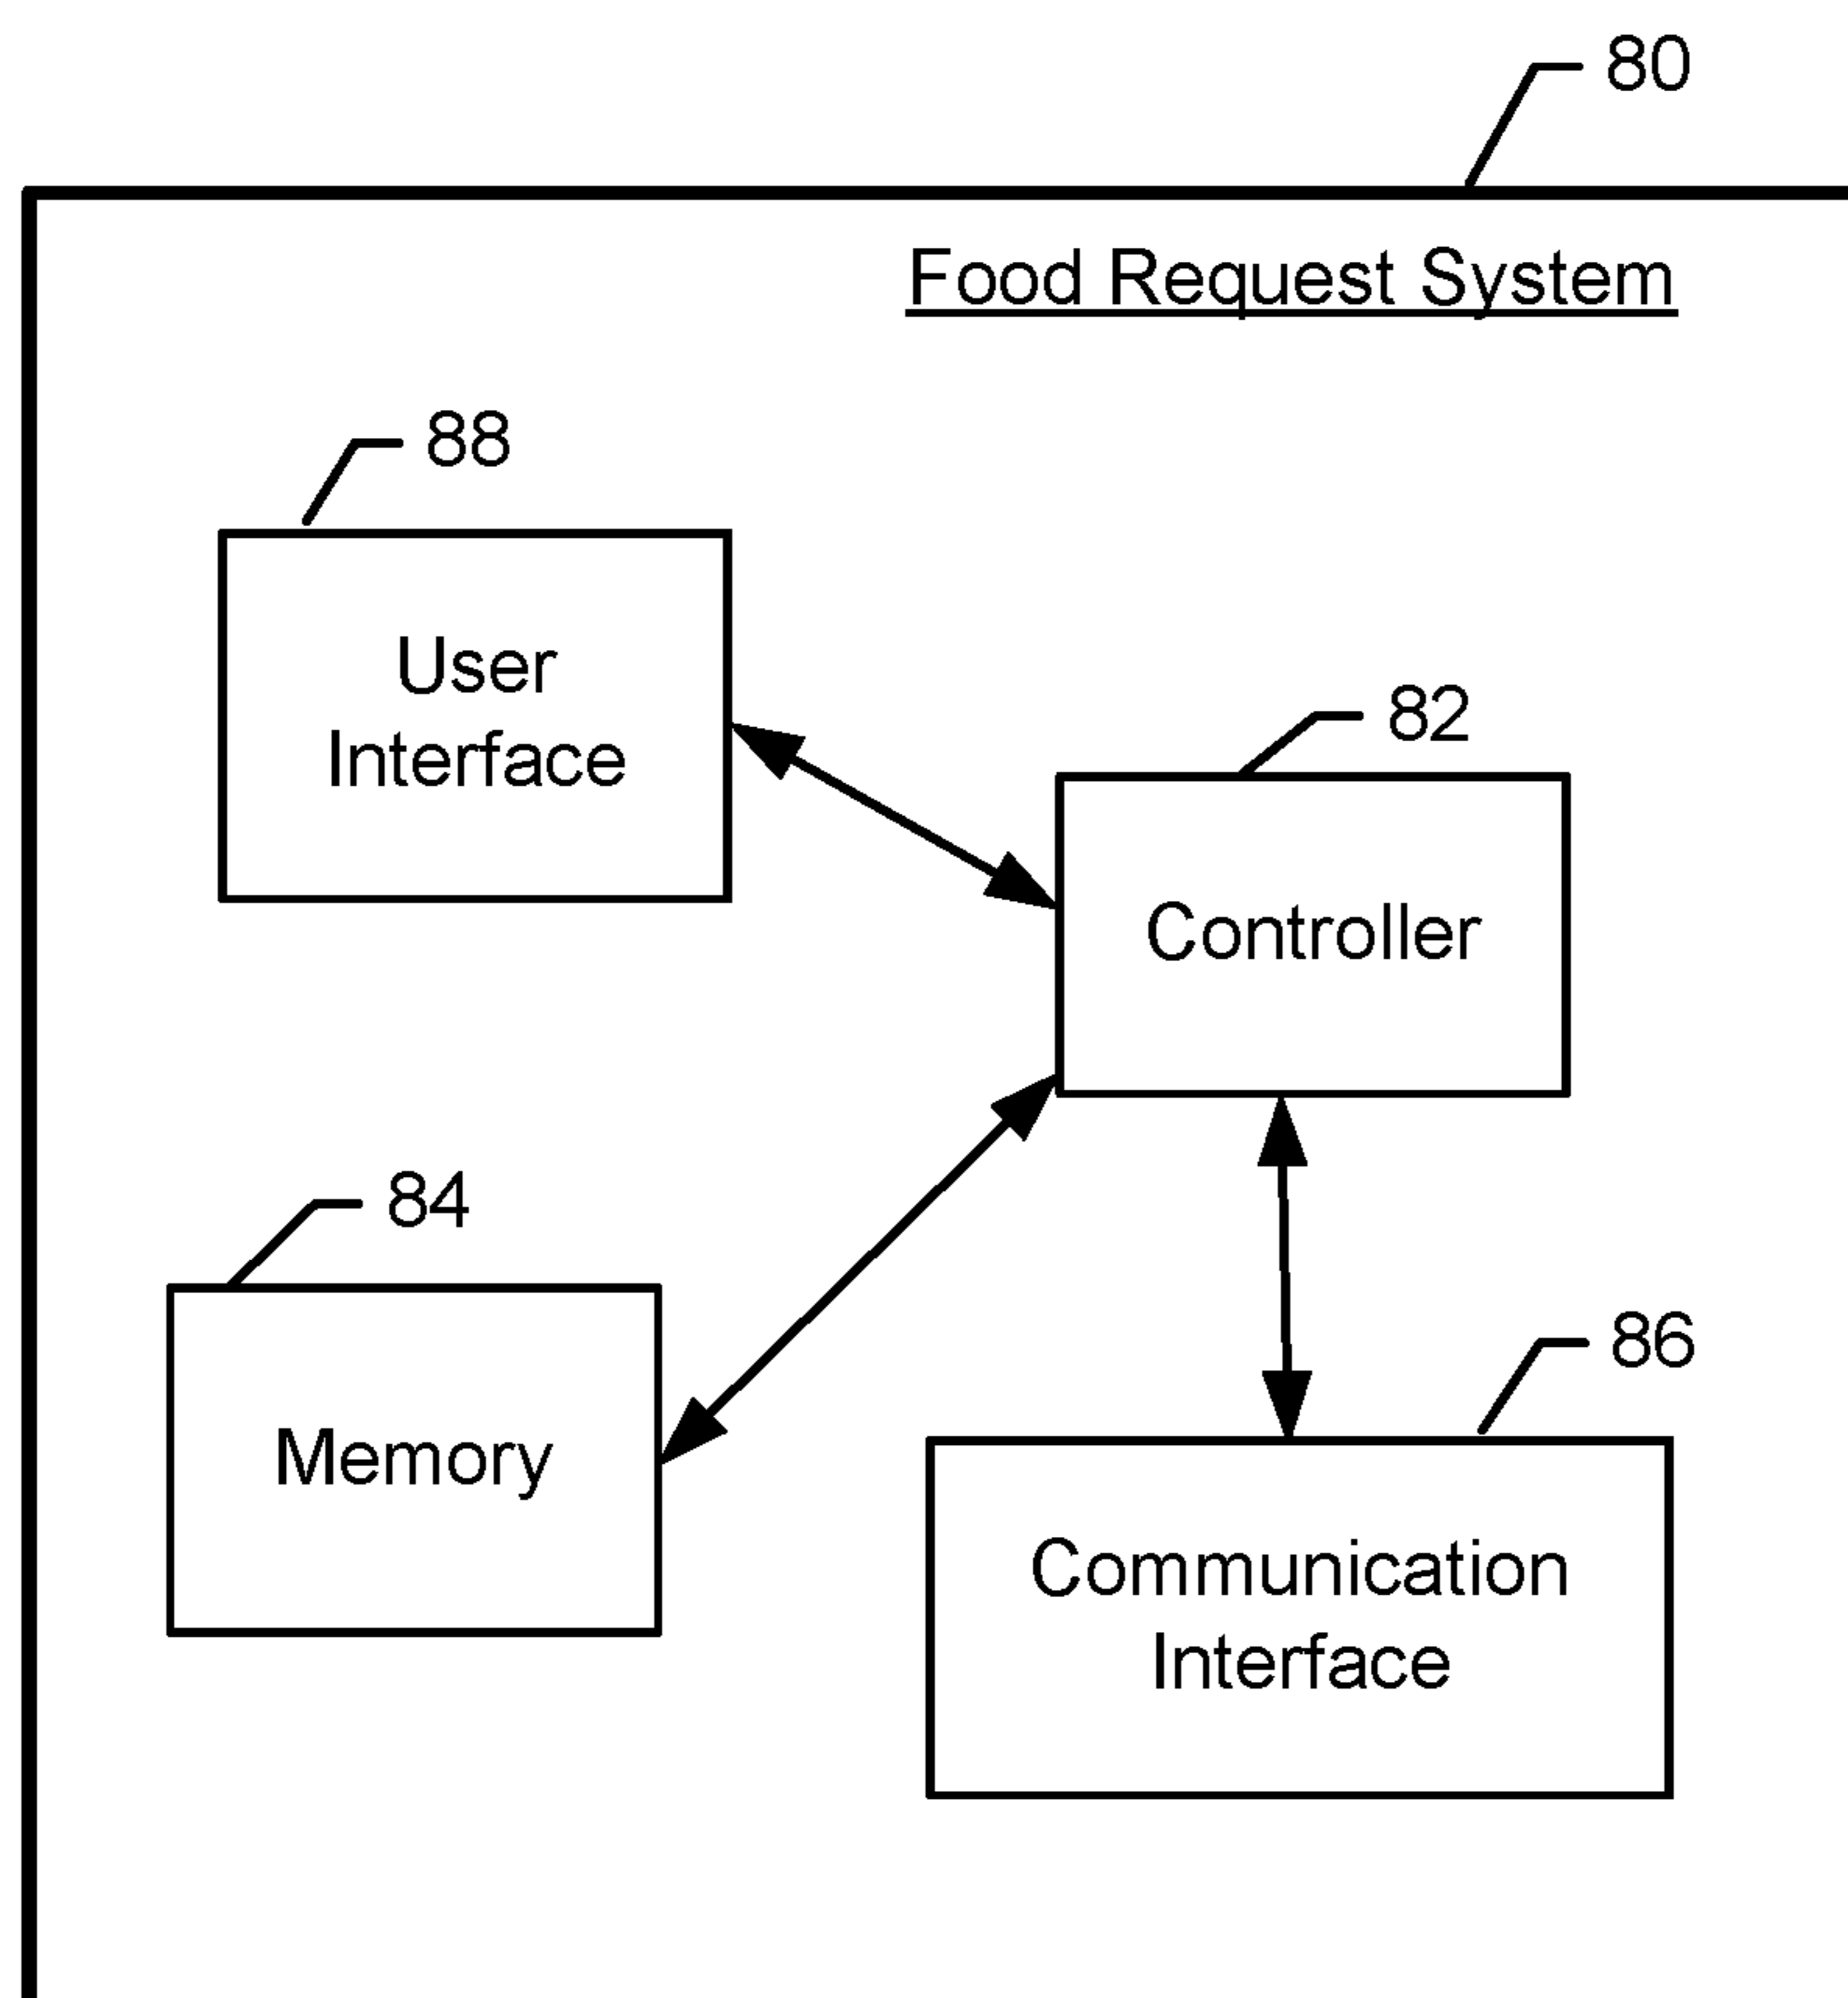 80
Food Request System
88
User
Interface
82
Controller
84
Memory
86
Communication
Interface